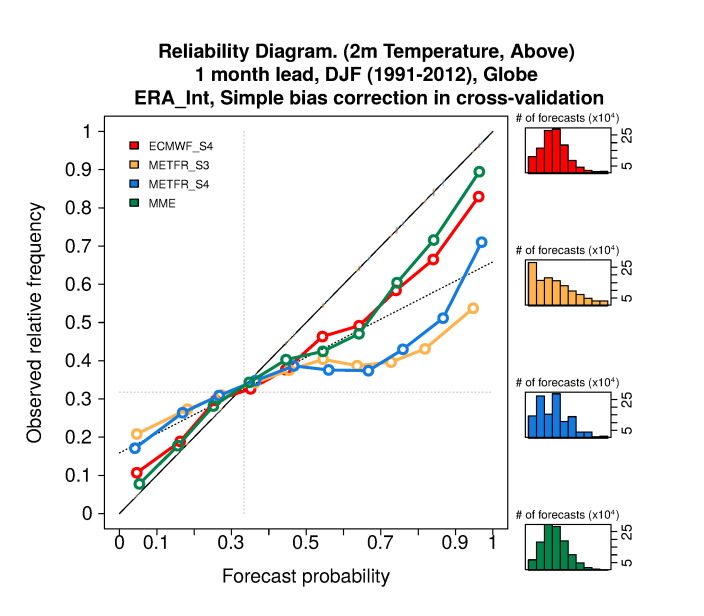 Reliability Diagram. (2m Temperature, Above)
1 month lead, DJF (1991-2012), Globe
ERA_Int, Simple bias correction in cross-validation
ECMWF_S4
METFR_S3
METFR_S4
MME
Observed relative frequency
1
0.9
0.8
0.7
0.6
0.5
0.4
0.3
0.2
0.1
0
0 0.1 0.3 0.5 0.7 0.9 1
Forecast probability
# of forecasts (x10⁴)
5 25
# of forecasts (x10⁴)
5 25
# of forecasts (x10⁴)
5 25
# of forecasts (x10⁴)
5 25